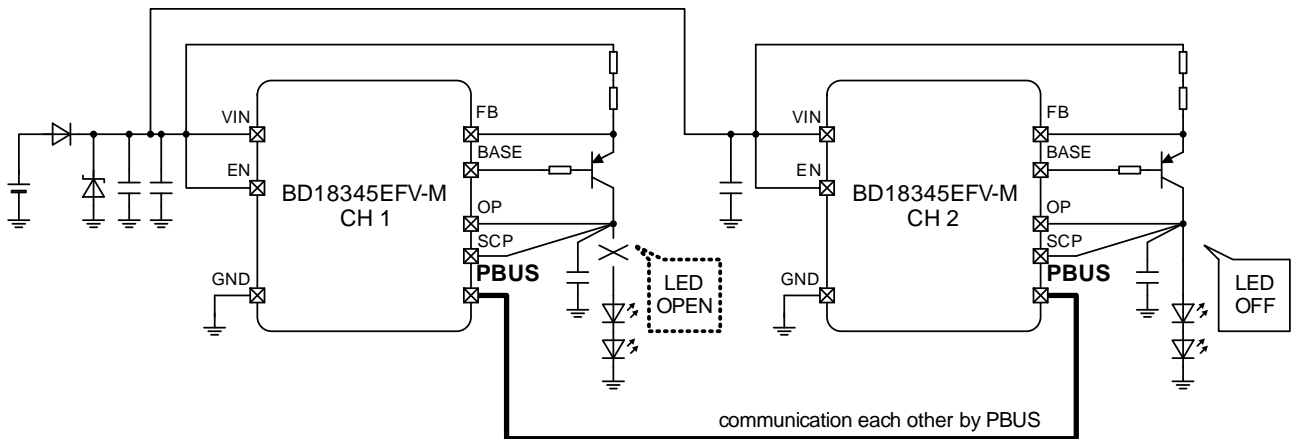 VIN
EN
GND
BD18345EFV-M
CH 1
FB
BASE
OP
SCP
PBUS
LED
OPEN
VIN
EN
GND
BD18345EFV-M
CH 2
FB
BASE
OP
SCP
PBUS
LED
OFF
communication each other by PBUS